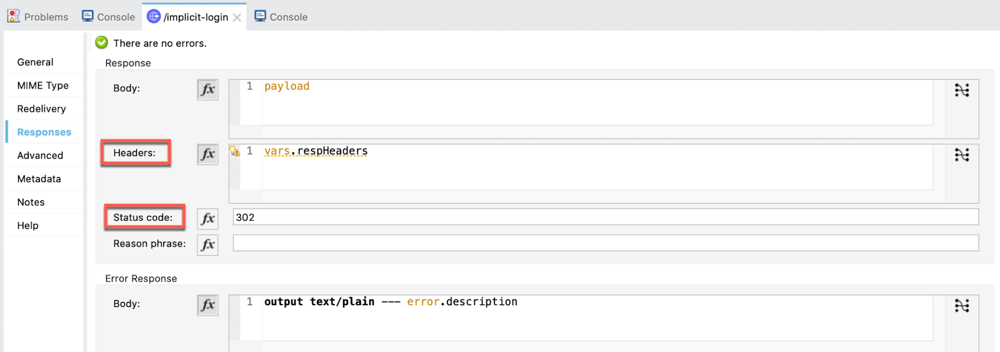 Problems Console /implicit-login Console
There are no errors.
General
MIME Type
Redelivery
Responses
Advanced
Metadata
Notes
Help
Response
Body: fx 1 payload
Headers: fx 1 vars.respHeaders
Status code: fx 302
Reason phrase: fx
Error Response
Body: fx 1 output text/plain --- error.description